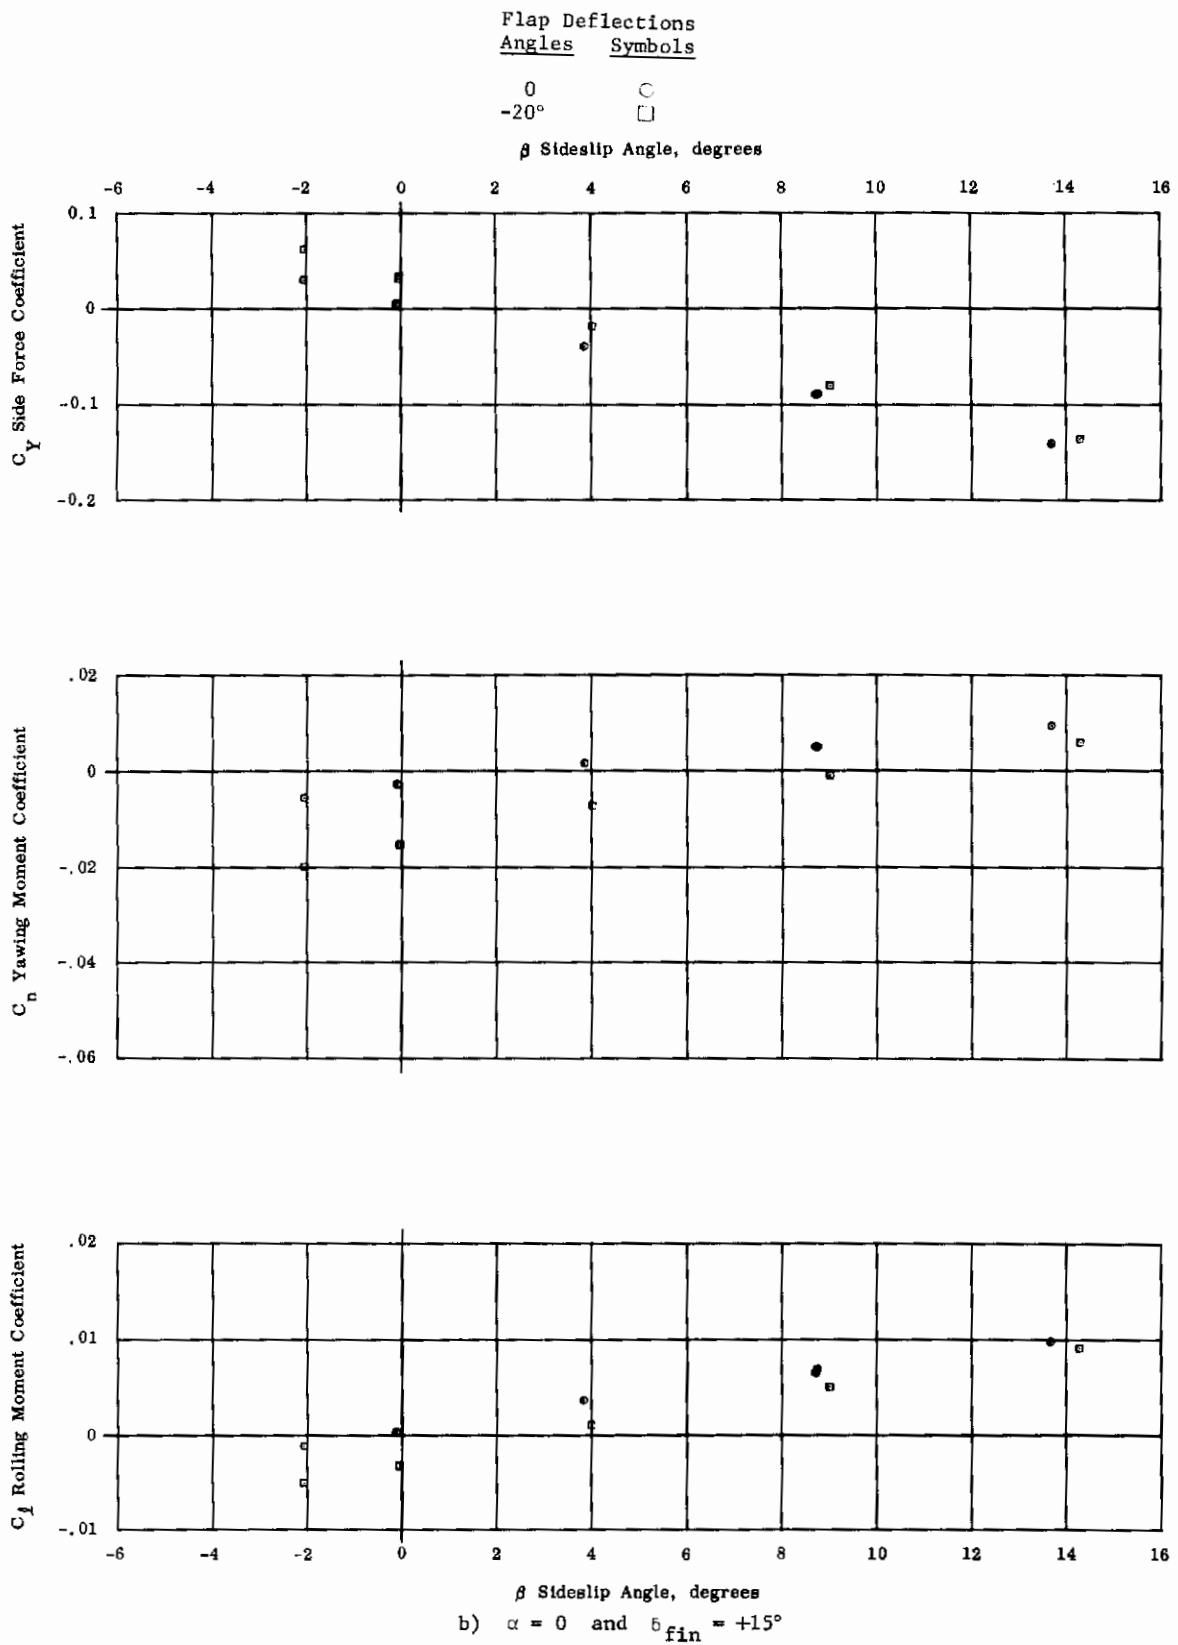 Flap Deflections
Angles Symbols
0 ○
-20° □
β Sideslip Angle, degrees
-6 -4 -2 0 2 4 6 8 10 12 14 16
C_Y Side Force Coefficient
0.1
0
-0.1
-0.2
C_n Yawing Moment Coefficient
.02
0
-.02
-.04
-.06
C_l Rolling Moment Coefficient
.02
.01
0
-.01
-6 -4 -2 0 2 4 6 8 10 12 14 16
β Sideslip Angle, degrees
b) α = 0 and δ_fin = +15°